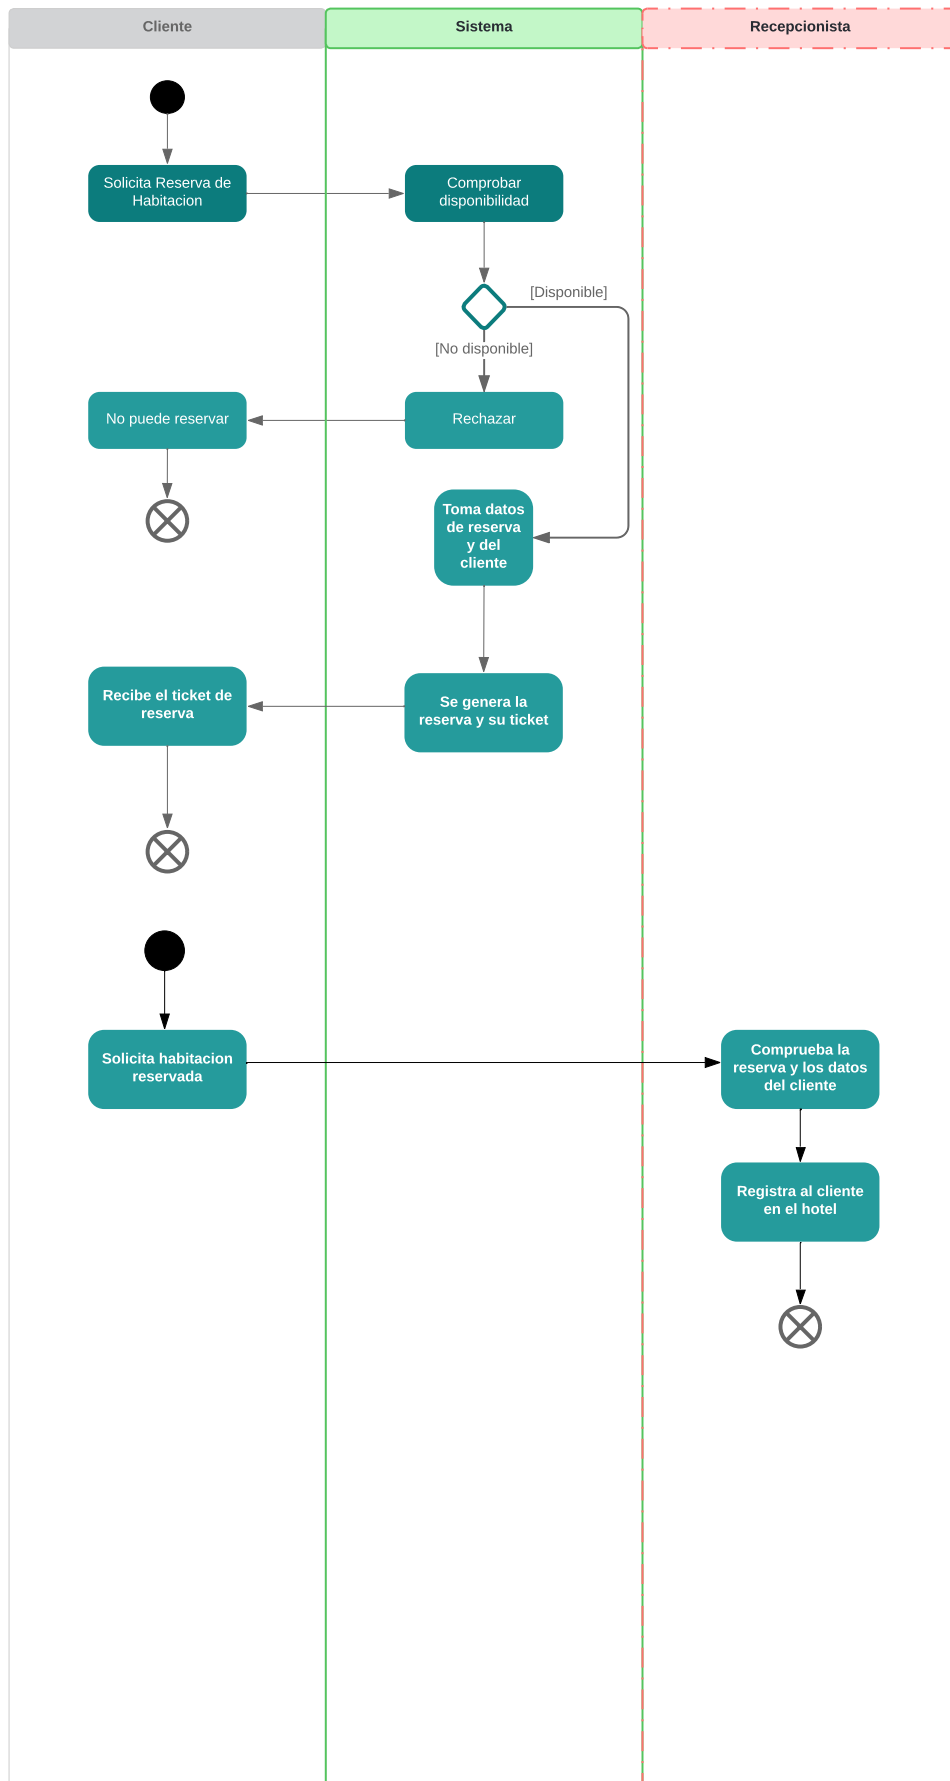 Cliente
Sistema
Recepcionista
Solicita Reserva de
Habitacion
Comprobar
disponibilidad
[Disponible]
[No disponible]
No puede reservar
Rechazar
Toma datos
de reserva
y del
cliente
Recibe el ticket de
reserva
Se genera la
reserva y su ticket
Solicita habitacion
reservada
Comprueba la
reserva y los datos
del cliente
Registra al cliente
en el hotel